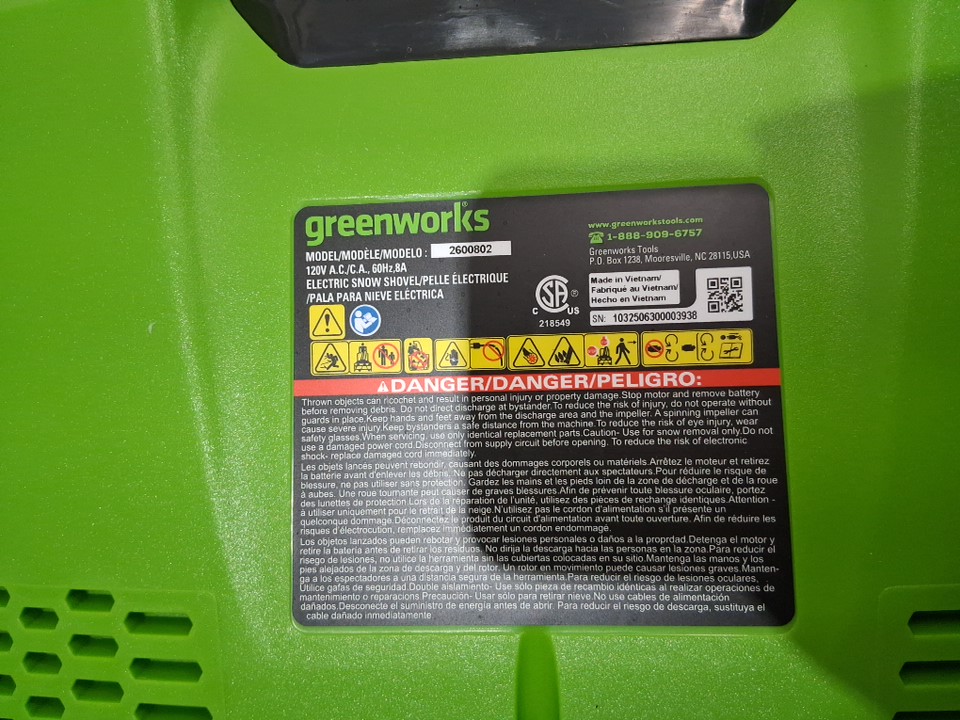 greenworks®
MODEL/MODÈLE/MODELO : 2600802
120V A.C./C.A., 60Hz,8A
ELECTRIC SNOW SHOVEL/PELLE ÉLECTRIQUE
/PALA PARA NIEVE ELÉCTRICA
www.greenworkstools.com
1-888-909-6757
Greenworks Tools
P.O. Box 1238, Mooresville, NC 28115,USA
CSA®
C US
218549
Made in Vietnam/
Fabriqué au Vietnam/
Hecho en Vietnam
SN: 1032506300003938
DANGER/DANGER/PELIGRO:
Thrown objects can ricochet and result in personal injury or property damage.Stop motor and remove battery
before removing debris. Do not direct discharge at bystander.To reduce the risk of injury, do not operate without
guards in place.Keep hands and feet away from the discharge area and the impeller. A spinning impeller can
cause severe injury.Keep bystanders a safe distance from the machine.To reduce the risk of eye injury, wear
safety glasses.When servicing, use only identical replacement parts.Caution- Use for snow removal only.Do not
use a damaged power cord.Disconnect from supply circuit before opening. To reduce the risk of electronic
shock- replace damaged cord immediately.
Les objets lancés peuvent rebondir, causant des dommages corporels ou matériels.Arrêtez le moteur et retirez
la batterie avant d'enlever les débris. Ne pas décharger directement aux spectateurs.Pour réduire le risque de
blessure, ne pas utiliser sans protection. Gardez les mains et les pieds loin de la zone de décharge et de la roue
à aubes. Une roue tournante peut causer de graves blessures.Afin de prévenir toute blessure oculaire, portez
des lunettes de protection.Lors de la réparation de l'unité, utilisez des pièces de rechange identiques.Attention -
à utiliser uniquement pour le retrait de la neige.N'utilisez pas le cordon d'alimentation s'il présente un
quelconque dommage.Déconnectez le produit du circuit d'alimentation avant toute ouverture. Afin de réduire les
risques d'électrocution, remplacez immédiatement un cordon endommagé.
Los objetos lanzados pueden rebotar y provocar lesiones personales o daños a la proprdad.Detenga el motor y
retire la batería antes de retirar los residuos. No dirija la descarga hacia las personas en la zona.Para reducir el
risego de lesiones, no utilice la herramienta sin las cubiertas colocadas en su sitio.Mantenga las manos y los
pies alejados de la zona de descarga y del rotor. Un rotor en movimiento puede causar lesiones graves.Manten-
ga a los espectadores a una distancia segura de la herramienta.Para reducir el riesgo de lesiones oculares,
Utilice gafas de seguridad.Double aislamiento- Use sólo pieza de recambio idénticas al realizar operaciones de
mantenimiento o reparacions Precaución- Usar sólo para retirar nieve.No use cables de alimentación
dañados.Desconecte el suministro de energía antes de abrir. Para reducir el riesgo de descarga, sustituya el
cable dañado inmediatamente.